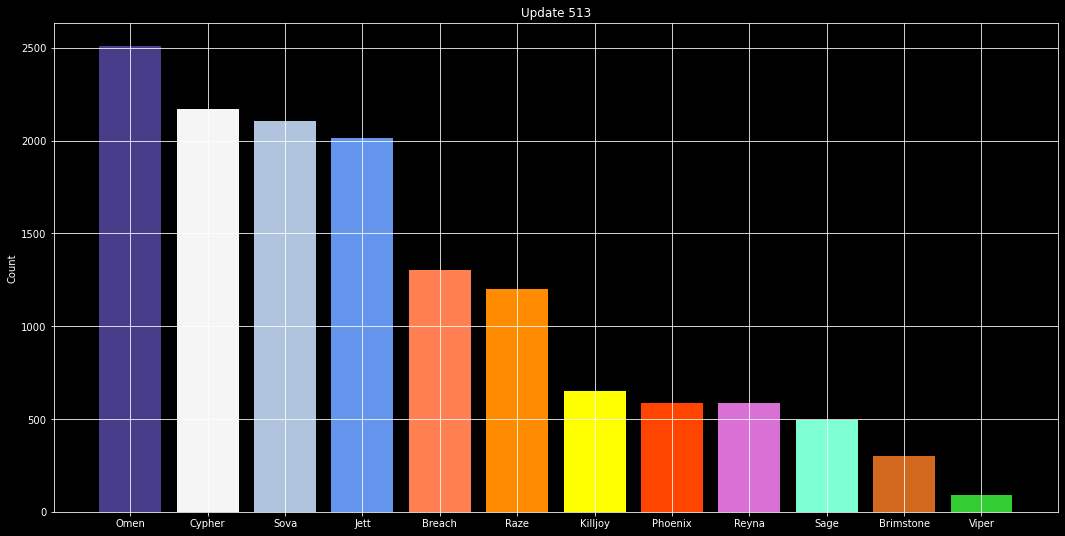 Update 513
Count
2500
2000
1500
1000
500
0
Omen Cypher Sova Jett Breach Raze Killjoy Phoenix Reyna Sage Brimstone Viper